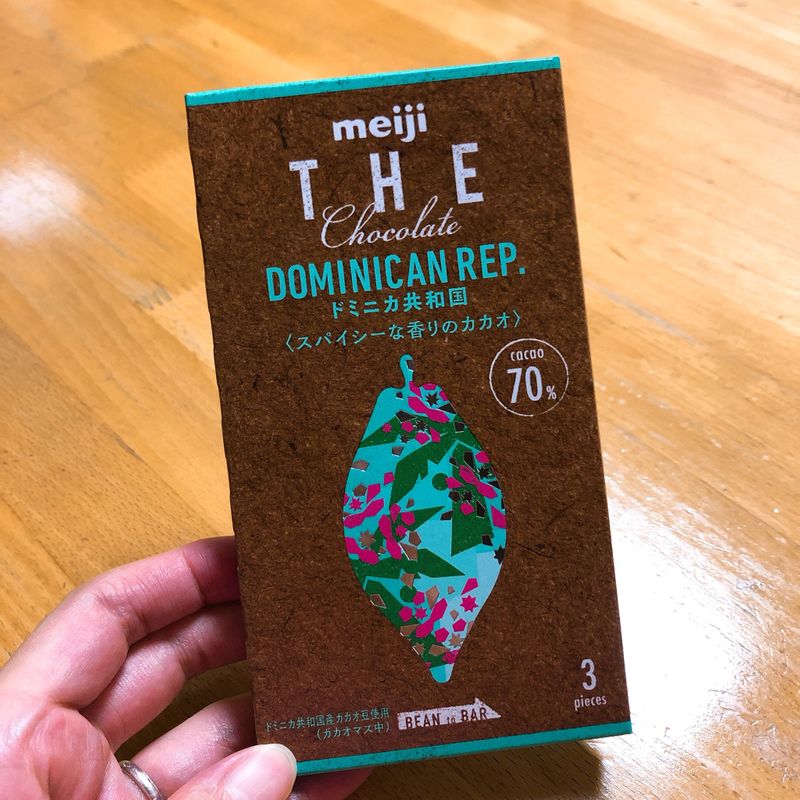 meiji
THE
Chocolate
DOMINICAN REP.
ドミニカ共和国
〈スパイシーな香りのカカオ〉
cacao
70%
3
pieces
ドミニカ共和国産カカオ豆使用
(カカオマス中)
BEAN to BAR